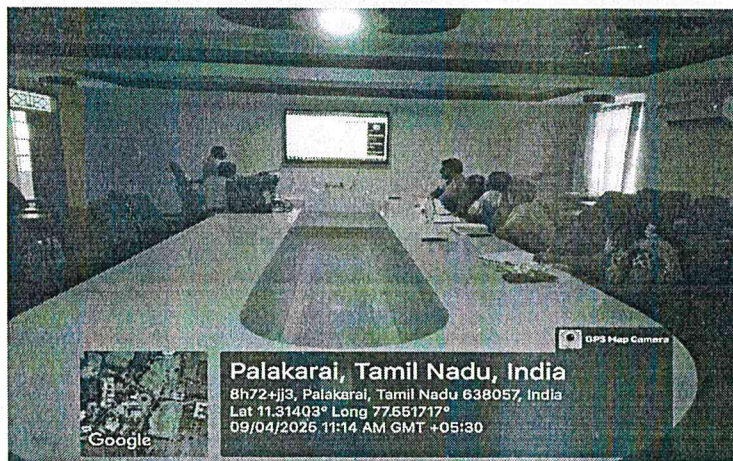 GPS Map Camera
Palakarai, Tamil Nadu, India
8h72+jj3, Palakarai, Tamil Nadu 638057, India
Lat 11.31403° Long 77.551717°
09/04/2025 11:14 AM GMT +05:30
Google